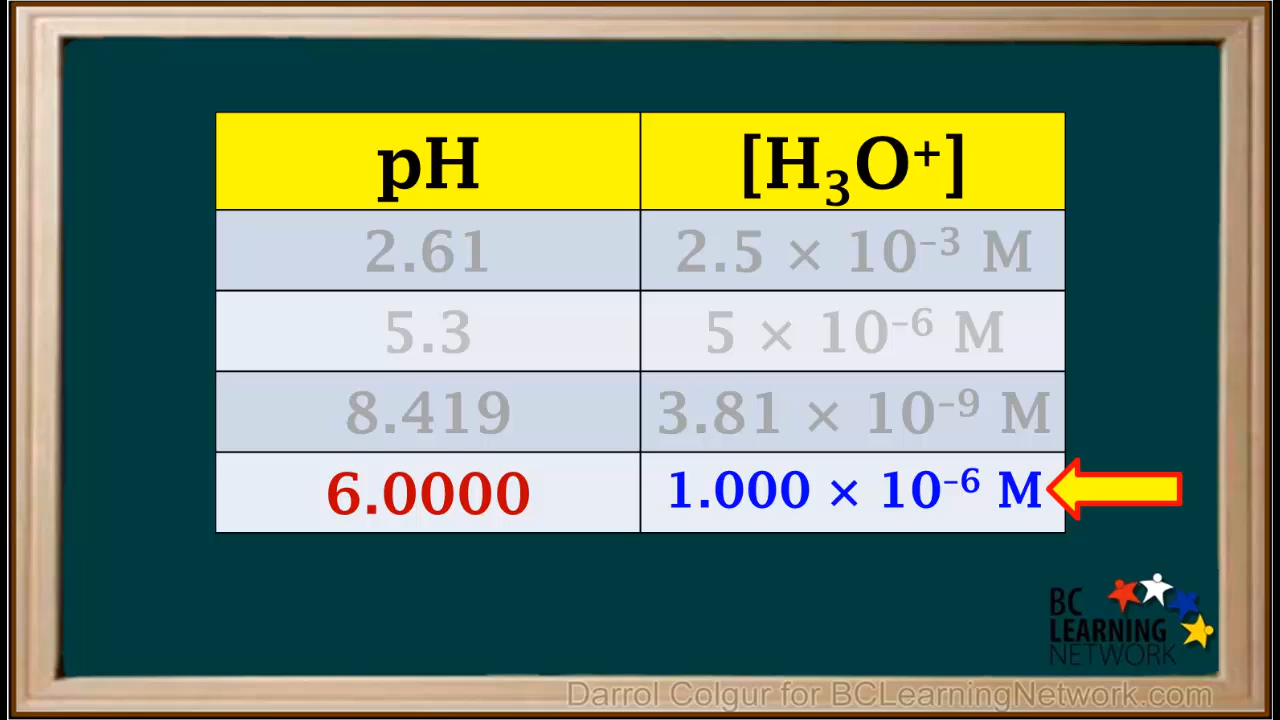 pH [H₃O⁺]
2.61 2.5 × 10⁻³ M
5.3 5 × 10⁻⁶ M
8.419 3.81 × 10⁻⁹ M
6.0000 1.000 × 10⁻⁶ M
BC
LEARNING
NETWORK
Darrol Colgur for BCLearningNetwork.com